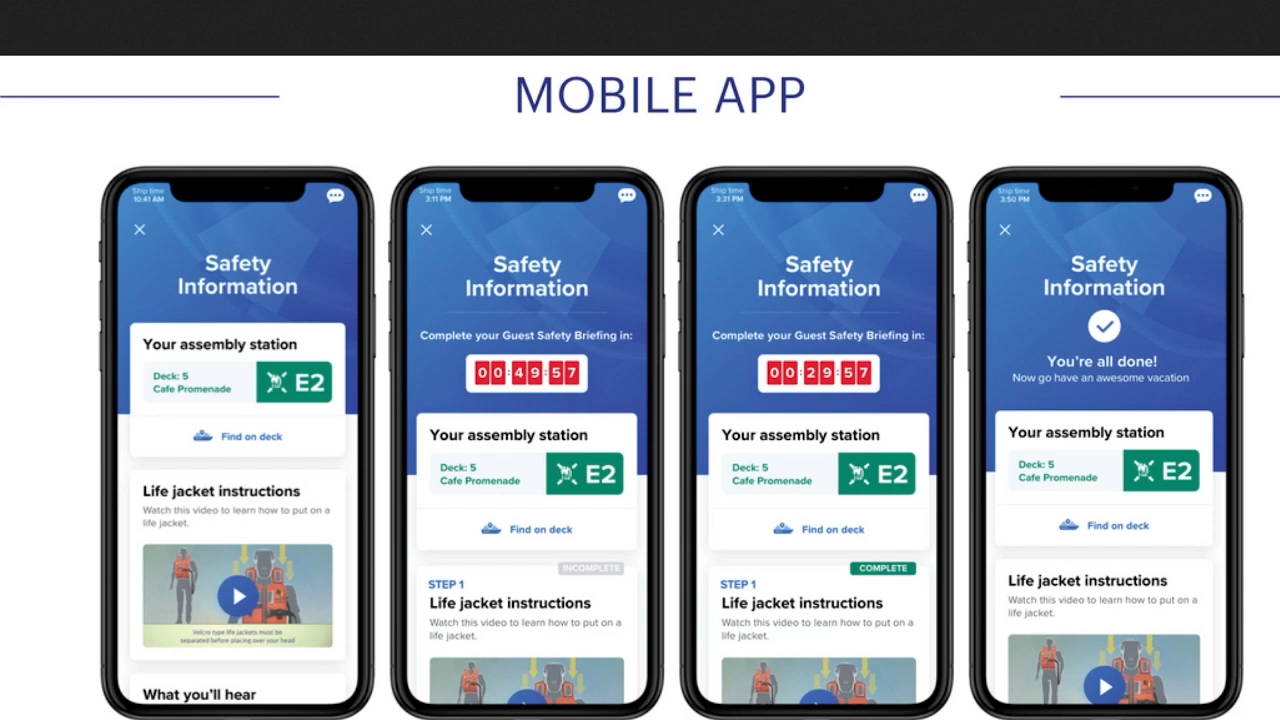 MOBILE APP
Ship time
10:41 AM
Safety
Information
Your assembly station
Deck: 5
Cafe Promenade
E2
Find on deck
Life jacket instructions
Watch this video to learn how to put on a
life jacket.
Velcro type life jackets must be
separated before placing over your head
What you'll hear
Ship time
3:11 PM
Safety
Information
Complete your Guest Safety Briefing in:
00:49:57
Your assembly station
Deck: 5
Cafe Promenade
E2
Find on deck
INCOMPLETE
STEP 1
Life jacket instructions
Watch this video to learn how to put on a
life jacket.
Ship time
3:31 PM
Safety
Information
Complete your Guest Safety Briefing in:
00:29:57
Your assembly station
Deck: 5
Cafe Promenade
E2
Find on deck
COMPLETE
STEP 1
Life jacket instructions
Watch this video to learn how to put on a
life jacket.
Ship time
3:50 PM
Safety
Information
You're all done!
Now go have an awesome vacation
Your assembly station
Deck: 5
Cafe Promenade
E2
Find on deck
Life jacket instructions
Watch this video to learn how to put on a
life jacket.